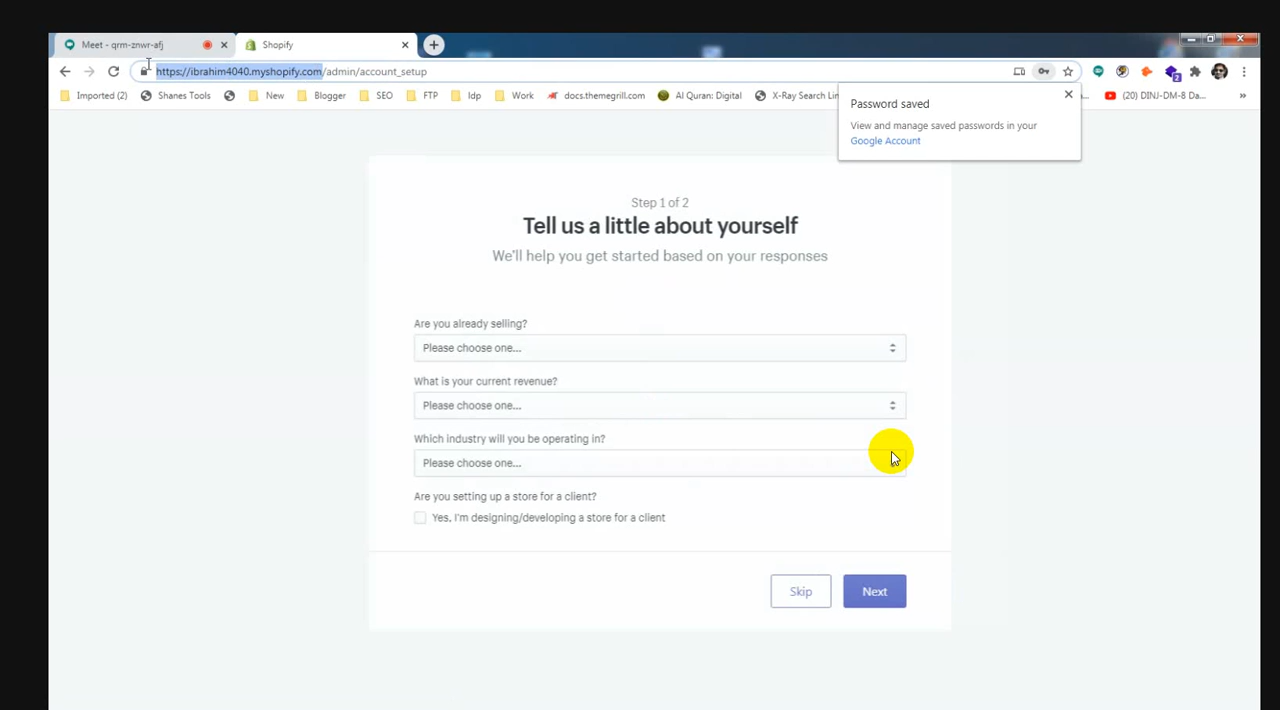 Meet - qrm-znwr-afj
Shopify
https://ibrahim4040.myshopify.com/admin/account_setup
Imported (2)
Shanes Tools
New
Blogger
SEO
FTP
Idp
Work
docs.themegrill.com
Al Quran: Digital
X-Ray Search Lin
(20) DINJ-DM-8 Da...
2
Password saved
View and manage saved passwords in your
Google Account
Step 1 of 2
Tell us a little about yourself
We'll help you get started based on your responses
Are you already selling?
Please choose one...
What is your current revenue?
Please choose one...
Which industry will you be operating in?
Please choose one...
Are you setting up a store for a client?
Yes, I'm designing/developing a store for a client
Skip
Next